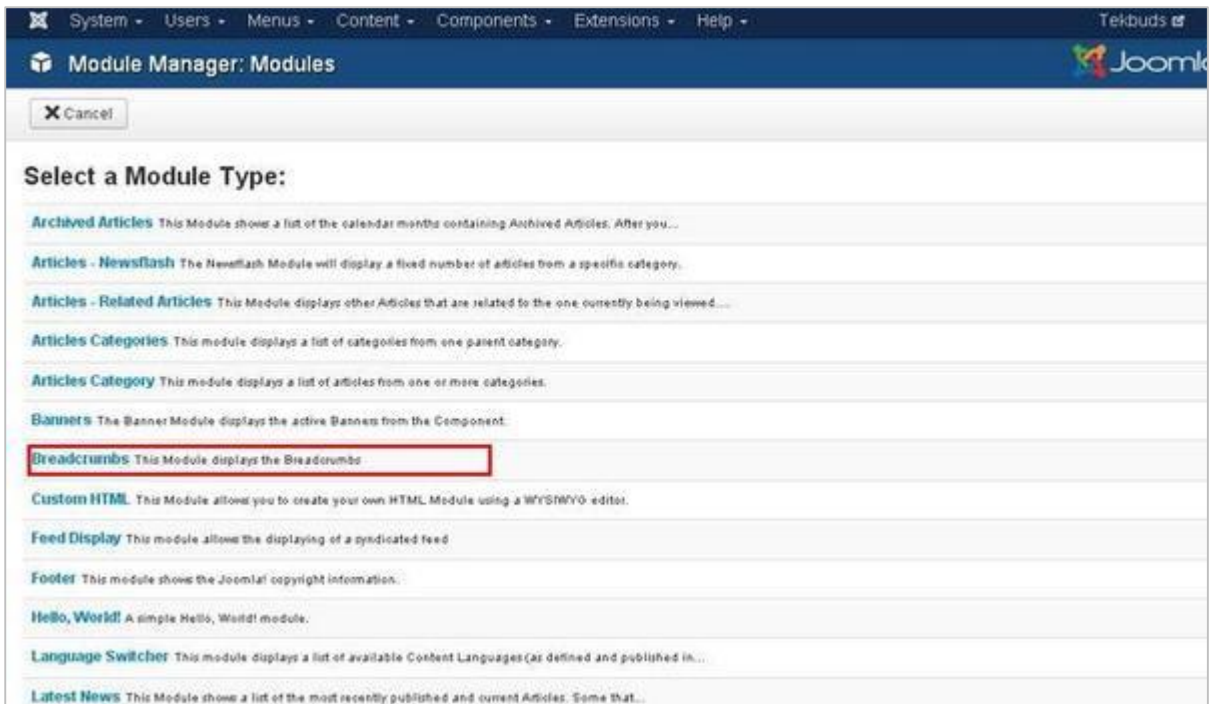 System Users Menus Content Components Extensions Help Tekbuds
Module Manager: Modules Joomla
Cancel
Select a Module Type:
Archived Articles This Module shows a list of the calendar months containing Archived Articles. After you...
Articles - Newsflash The Newsflash Module will display a fixed number of articles from a specific category.
Articles - Related Articles This Module displays other Articles that are related to the one currently being viewed....
Articles Categories This module displays a list of categories from one parent category.
Articles Category This module displays a list of articles from one or more categories.
Banners The Banner Module displays the active Banners from the Component.
Breadcrumbs This Module displays the Breadcrumbs
Custom HTML This Module allows you to create your own HTML Module using a WYSIWYG editor.
Feed Display This module allows the displaying of a syndicated feed
Footer This module shows the Joomla! copyright information.
Hello, World! A simple Hello, World! module.
Language Switcher This module displays a list of available Content Languages (as defined and published in...
Latest News This Module shows a list of the most recently published and current Articles. Some that...